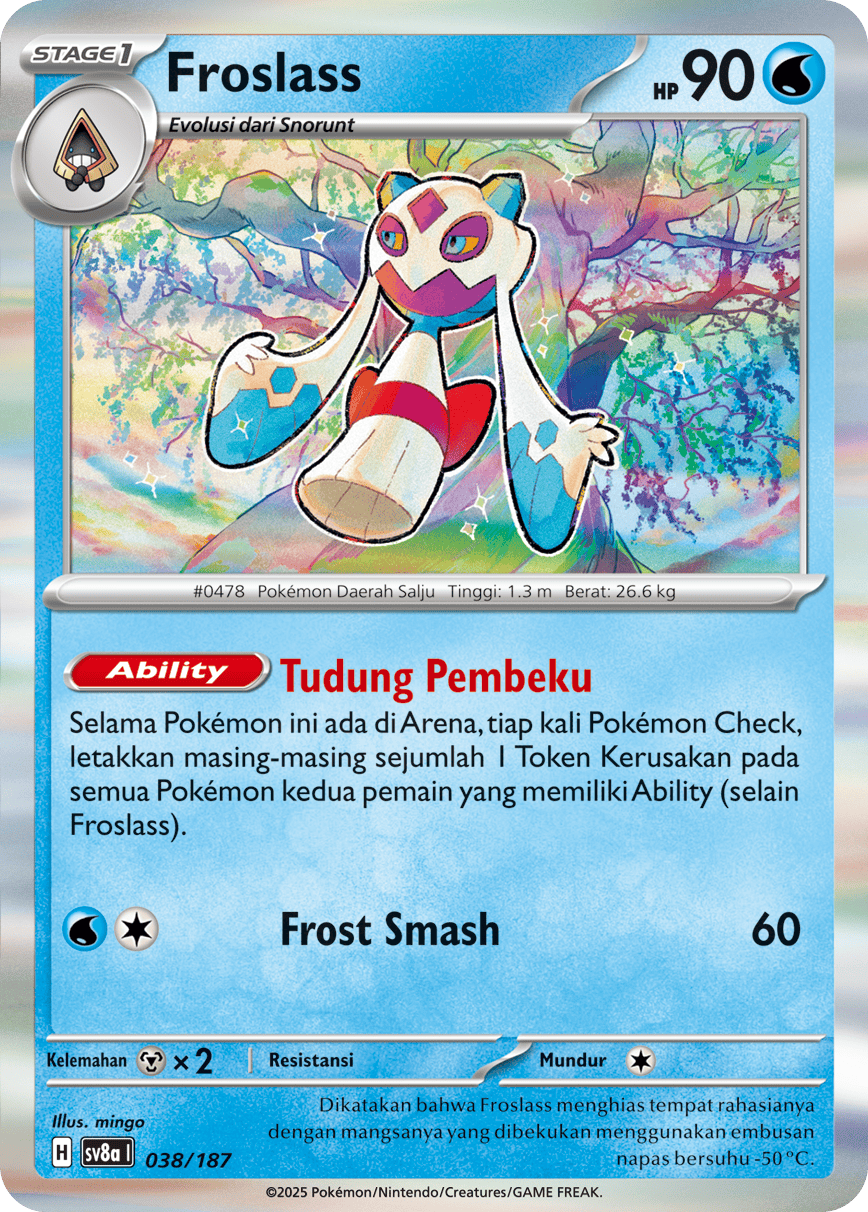 STAGE1
Froslass
HP 90
Evolusi dari Snorunt
#0478 Pokémon Daerah Salju Tinggi: 1.3 m Berat: 26.6 kg
Ability Tudung Pembeku
Selama Pokémon ini ada di Arena, tiap kali Pokémon Check,
letakkan masing-masing sejumlah 1 Token Kerusakan pada
semua Pokémon kedua pemain yang memiliki Ability (selain
Froslass).
Frost Smash 60
Kelemahan ×2 Resistansi Mundur
Illus. mingo
H sv8a I 038/187
Dikatakan bahwa Froslass menghias tempat rahasianya
dengan mangsanya yang dibekukan menggunakan embusan
napas bersuhu -50 °C.
©2025 Pokémon/Nintendo/Creatures/GAME FREAK.